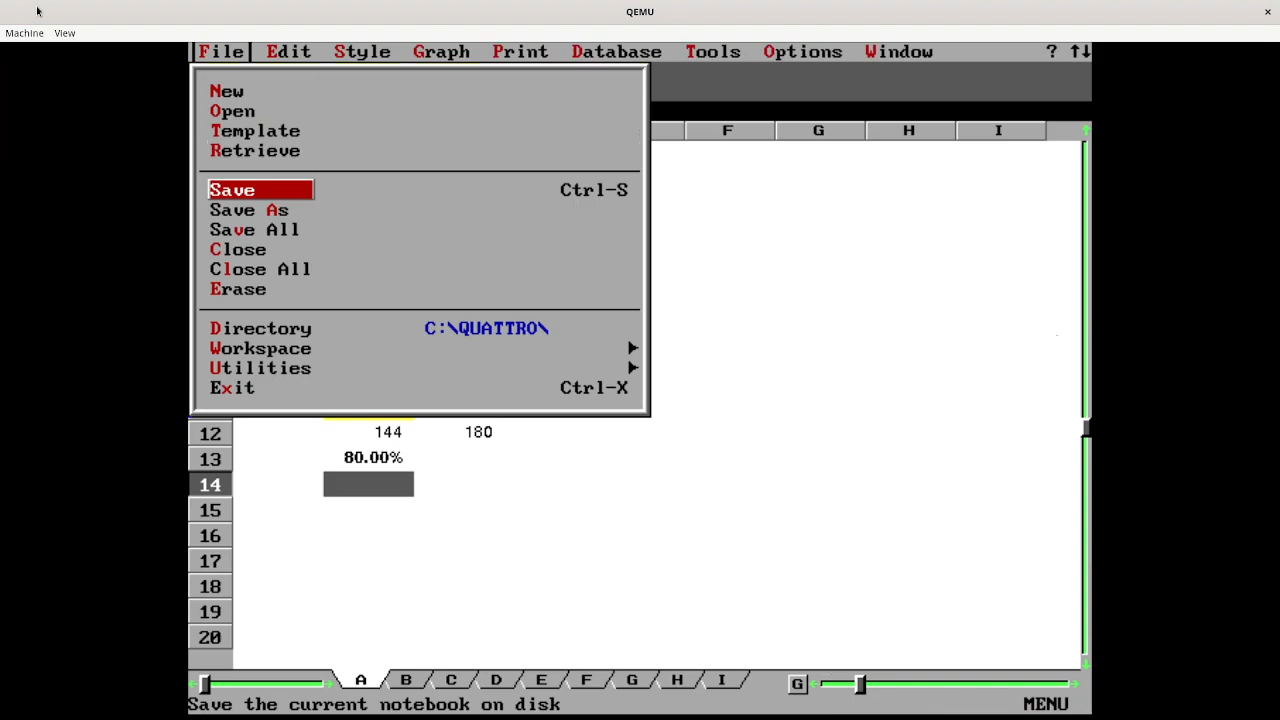 QEMU ×
Machine View
File Edit Style Graph Print Database Tools Options Window ? ↑↓
New
Open
Template
Retrieve
Save Ctrl-S
Save As
Save All
Close
Close All
Erase
Directory C:\QUATTRO\
Workspace
Utilities
Exit Ctrl-X
F G H I
12 144 180
13 80.00%
14
15
16
17
18
19
20
A B C D E F G H I G
Save the current notebook on disk MENU